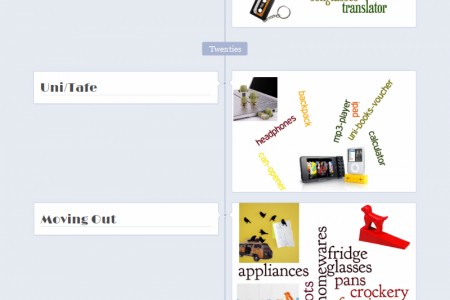 translator
Twenties
Uni/Tafe
backpack
headphones
mp3-player
ipad
uni-books-voucher
calculator
can-opener
Moving Out
homewares
fridge
glasses
appliances
pans
crockery